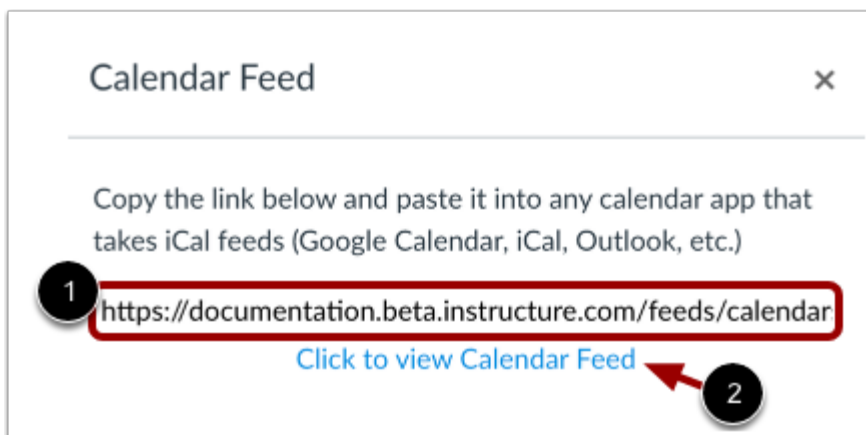 Calendar Feed ×
Copy the link below and paste it into any calendar app that
takes iCal feeds (Google Calendar, iCal, Outlook, etc.)
1
https://documentation.beta.instructure.com/feeds/calendar
Click to view Calendar Feed
2